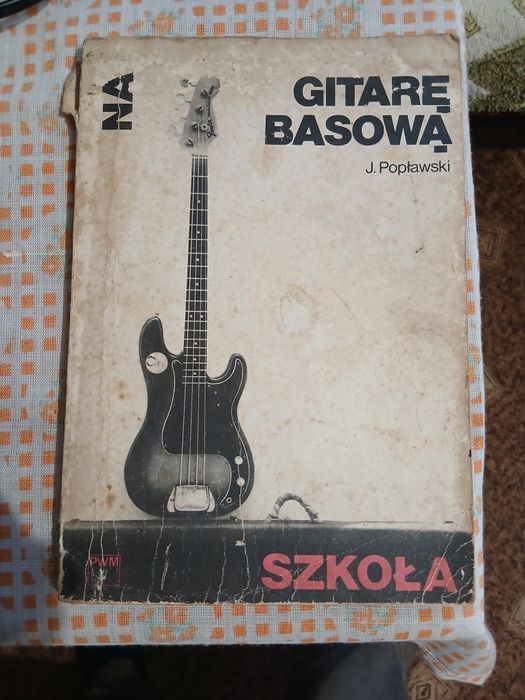 NA
GITARĘ
BASOWĄ
J. Popławski
PWM
SZKOŁA